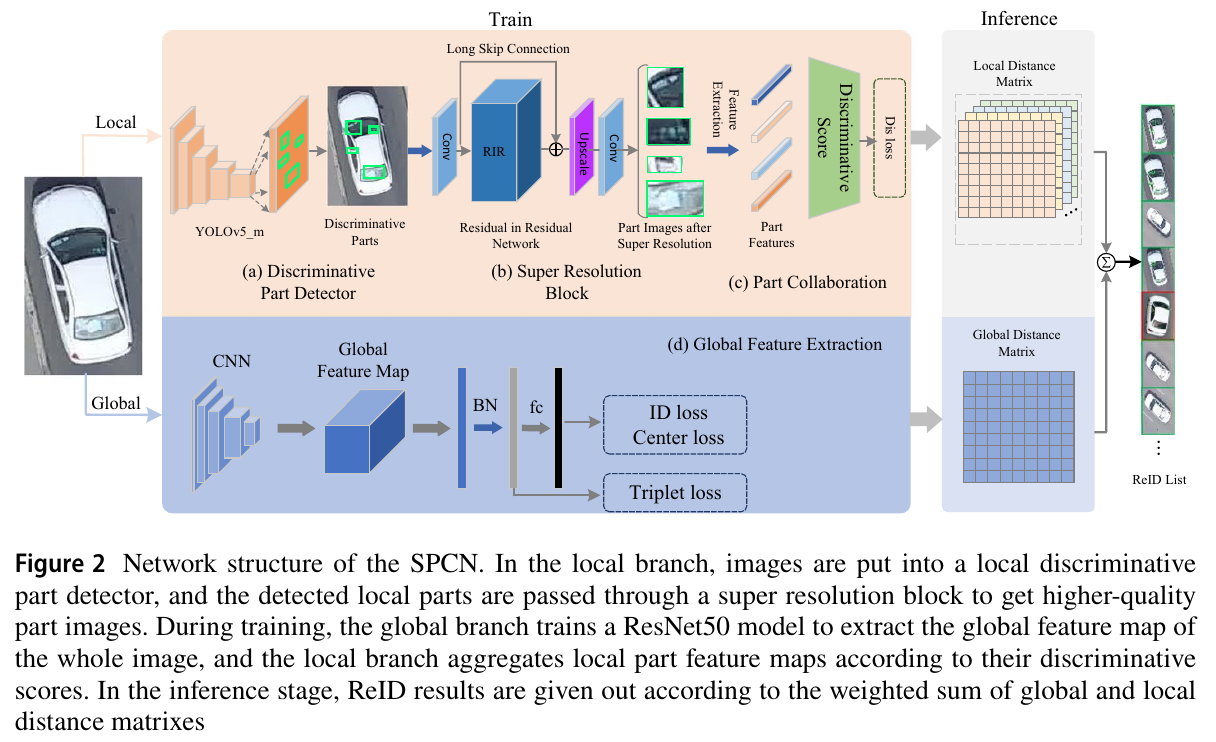 Train
Inference
Long Skip Connection
Local
Conv
RIR
Upscale
Conv
Feature
Extraction
Discriminative
Score
Dis loss
Local Distance
Matrix
YOLOv5_m
Discriminative
Parts
Residual in Residual
Network
Part Images after
Super Resolution
Part
Features
(a) Discriminative
Part Detector
(b) Super Resolution
Block
(c) Part Collaboration
Σ
Global
CNN
Global
Feature Map
(d) Global Feature Extraction
BN
fc
ID loss
Center loss
Triplet loss
Global Distance
Matrix
ReID List
Figure 2 Network structure of the SPCN. In the local branch, images are put into a local discriminative
part detector, and the detected local parts are passed through a super resolution block to get higher-quality
part images. During training, the global branch trains a ResNet50 model to extract the global feature map of
the whole image, and the local branch aggregates local part feature maps according to their discriminative
scores. In the inference stage, ReID results are given out according to the weighted sum of global and local
distance matrixes